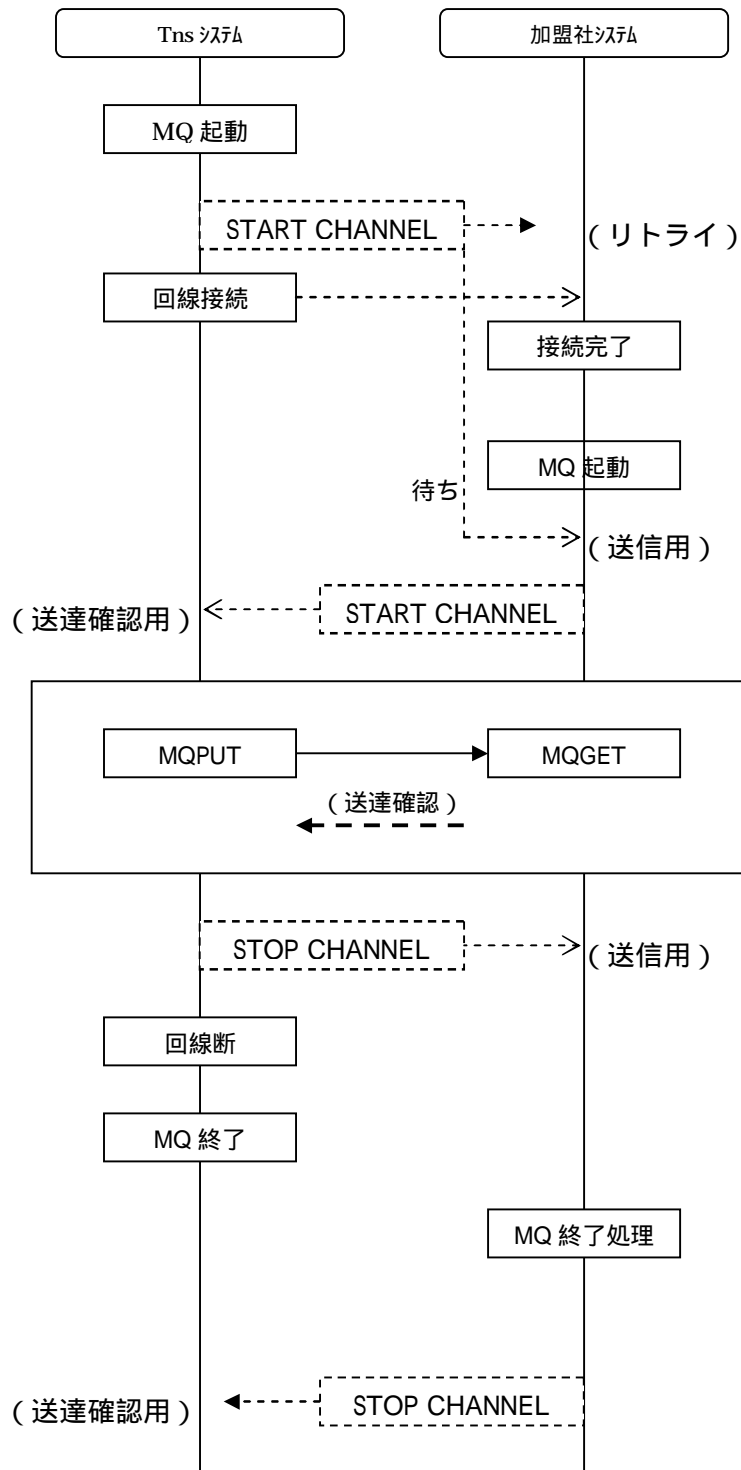 Tns ｼｽﾃﾑ
加盟社ｼｽﾃﾑ
MQ 起動
START CHANNEL
(リトライ)
回線接続
接続完了
MQ 起動
待ち
(送信用)
(送達確認用)
START CHANNEL
MQPUT
MQGET
(送達確認)
STOP CHANNEL
(送信用)
回線断
MQ 終了
MQ 終了処理
(送達確認用)
STOP CHANNEL